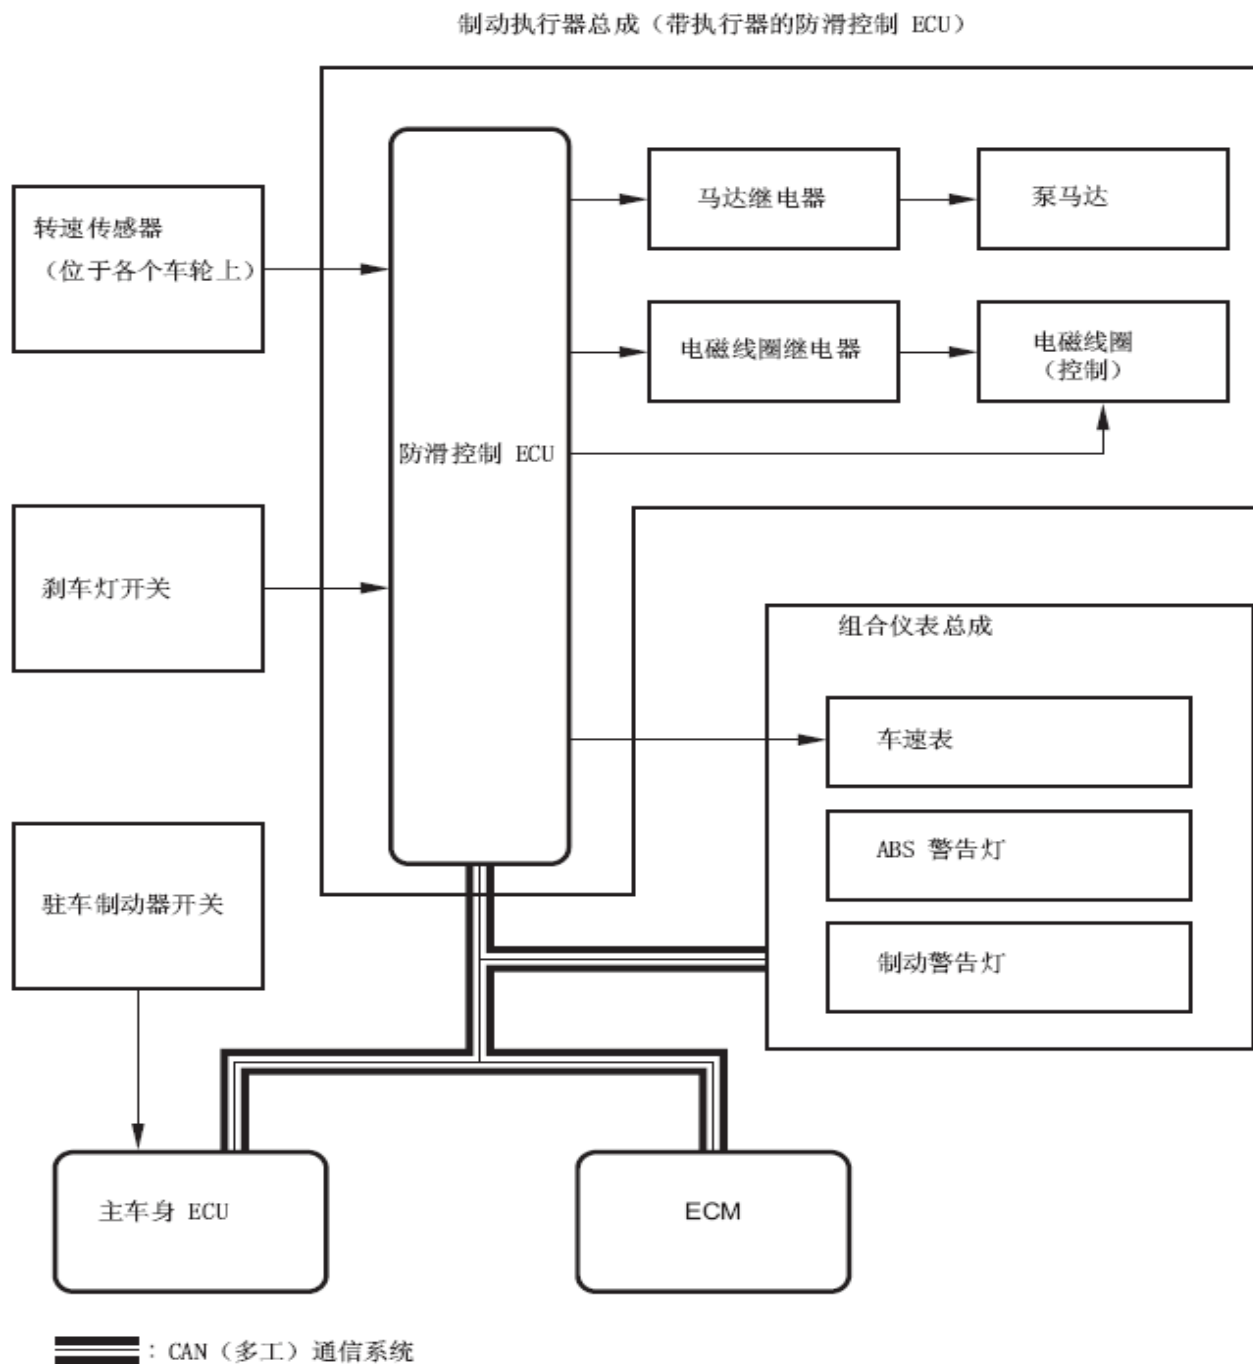 制动执行器总成（带执行器的防滑控制 ECU）
马达继电器
泵马达
转速传感器
（位于各个车轮上）
电磁线圈继电器
电磁线圈
（控制）
防滑控制 ECU
刹车灯开关
组合仪表总成
车速表
ABS 警告灯
驻车制动器开关
制动警告灯
主车身 ECU
ECM
：CAN（多工）通信系统